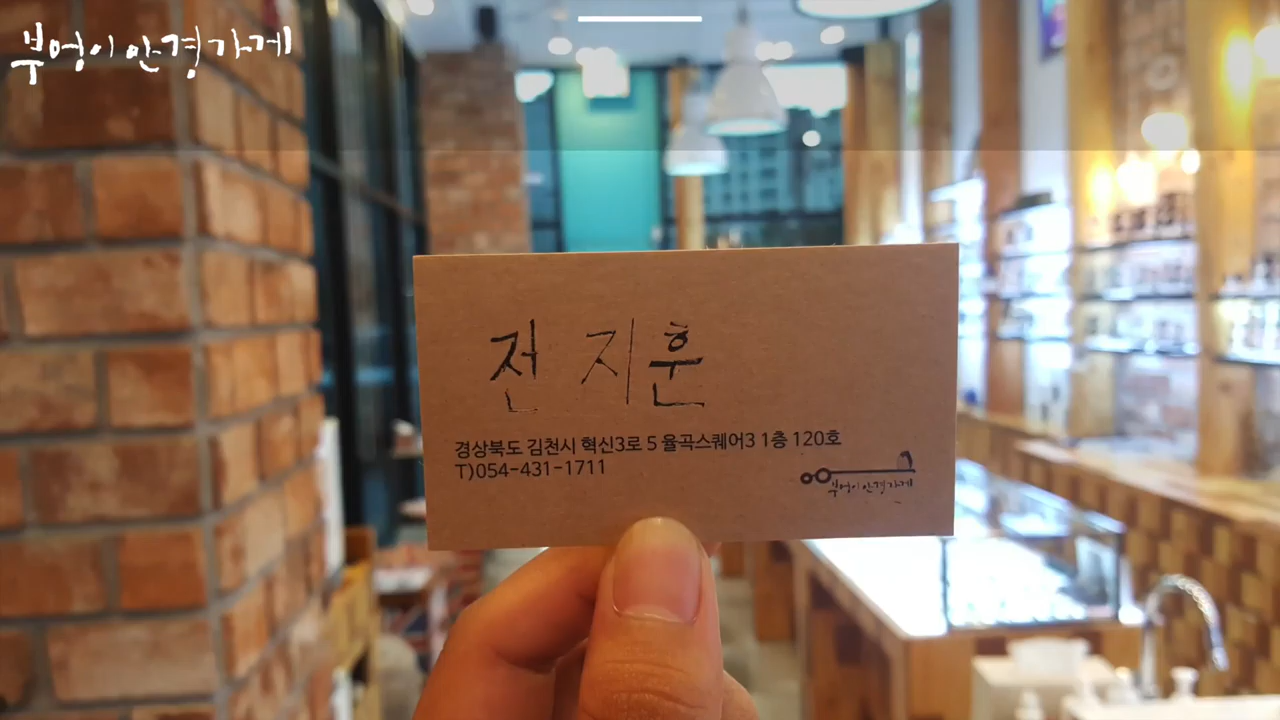 부엉이안경가게
전 지훈
경상북도 김천시 혁신3로 5 율곡스퀘어3 1층 120호
T)054-431-1711
부엉이안경가게